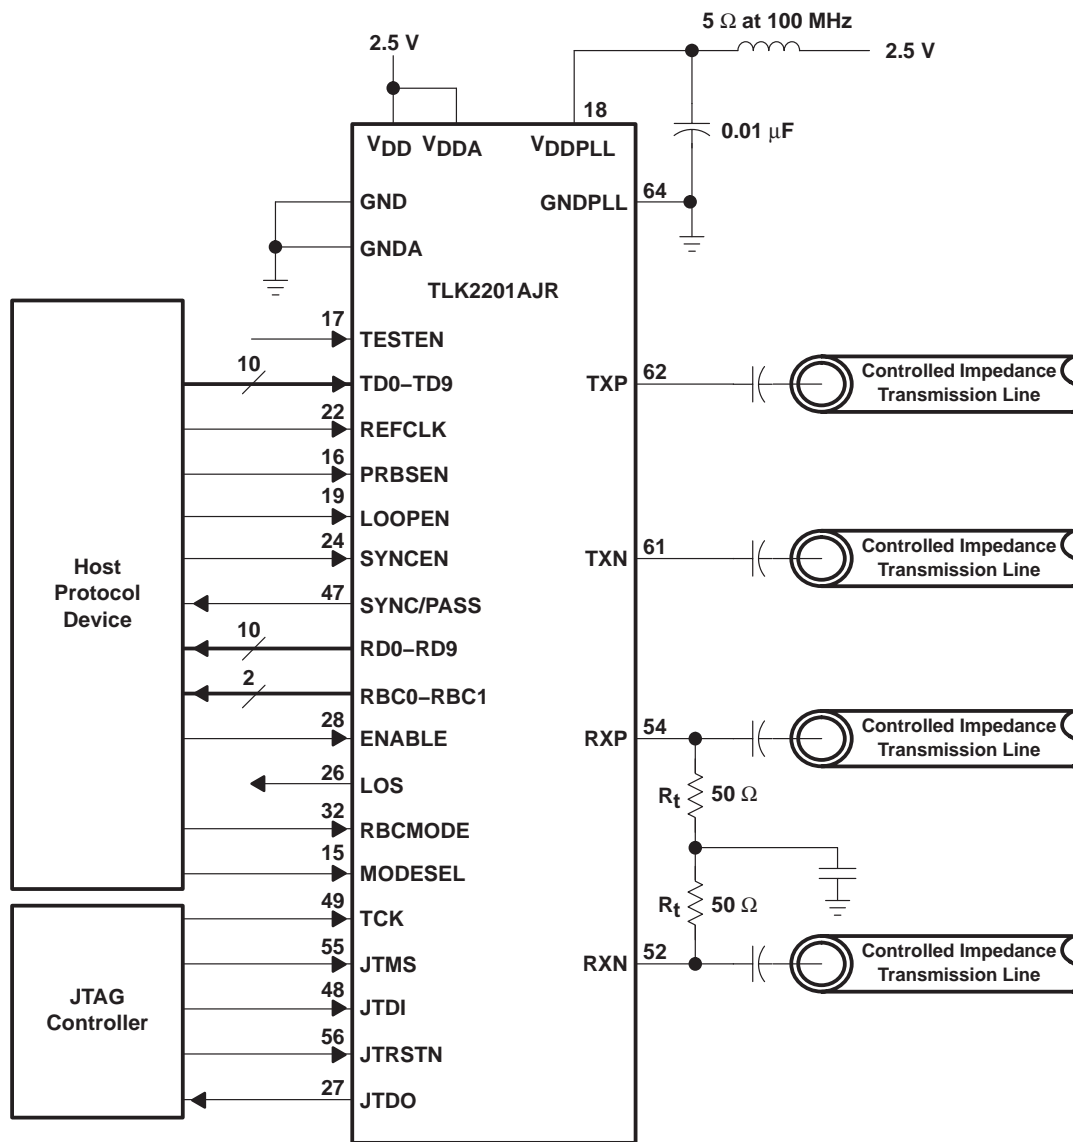 5 Ω at 100 MHz
2.5 V
2.5 V
18
0.01 μF
VDD VDDA VDDPLL
GND
GNDPLL
64
GNDA
TLK2201AJR
17
TESTEN
10
TD0–TD9
TXP
62
Controlled Impedance
Transmission Line
22
REFCLK
16
PRBSEN
19
LOOPEN
24
SYNCEN
TXN
61
Controlled Impedance
Transmission Line
Host
Protocol
Device
47
SYNC/PASS
10
RD0–RD9
2
RBC0–RBC1
28
ENABLE
RXP
54
Controlled Impedance
Transmission Line
26
LOS
Rt 50 Ω
32
RBCMODE
15
MODESEL
Rt 50 Ω
49
TCK
55
JTMS
RXN
52
Controlled Impedance
Transmission Line
JTAG
Controller
48
JTDI
56
JTRSTN
27
JTDO